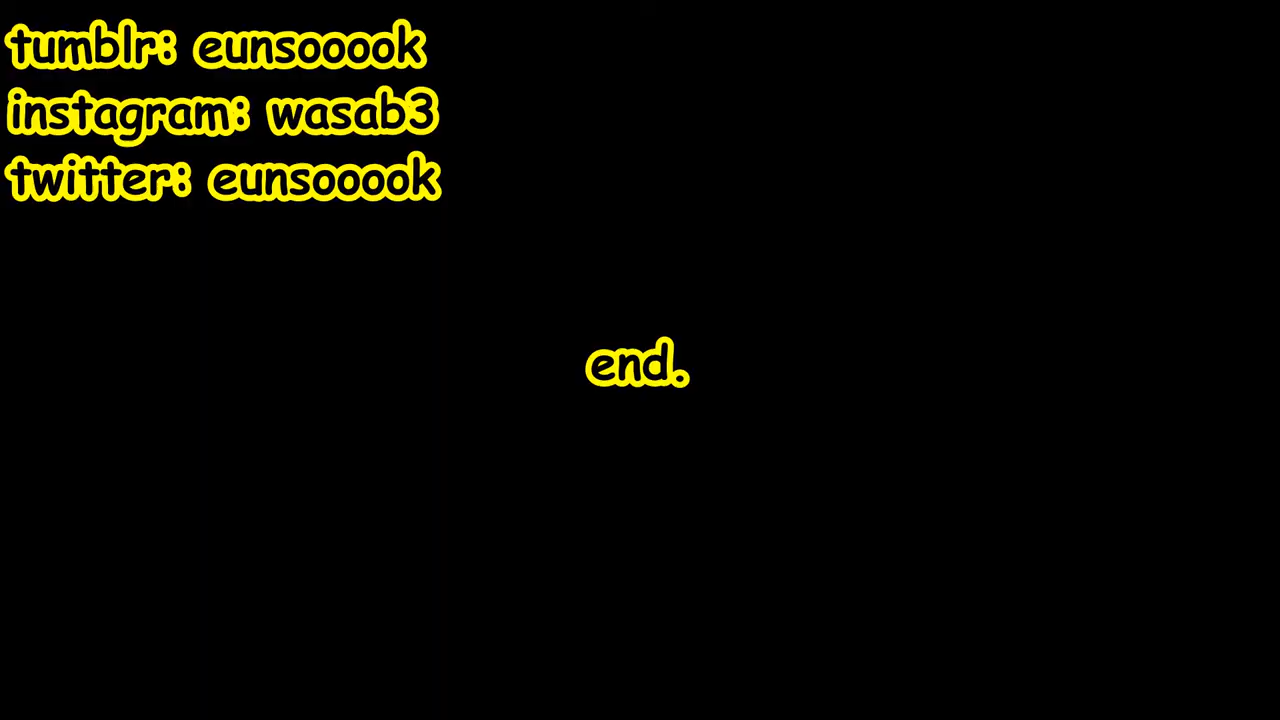 tumblr: eunsooook
instagram: wasab3
twitter: eunsooook
end.